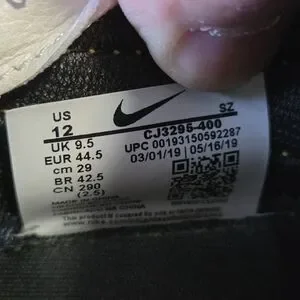 US
SZ
12
CJ3295-400
UK 9.5
UPC 00193150592287
EUR 44.5
03/01/19 | 05/16/19
cm 29
BR 42.5
CN 290
(2.5)
MADE IN CHINA